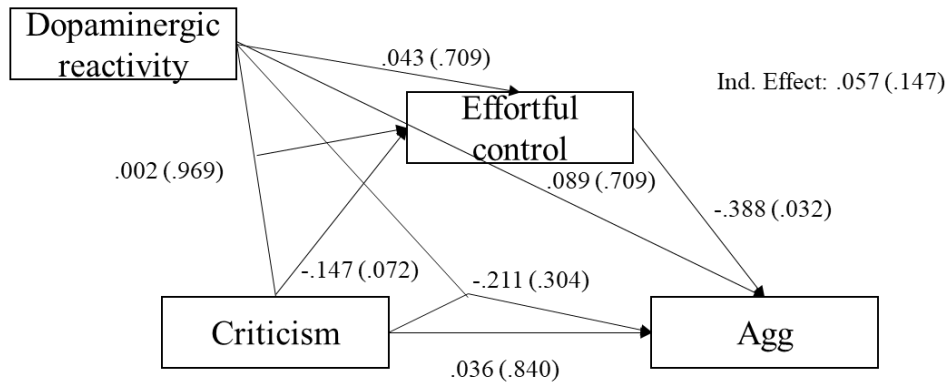 Dopaminergic
reactivity
.043 (.709)
Ind. Effect: .057 (.147)
Effortful
control
.002 (.969)
.089 (.709)
-.388 (.032)
-.147 (.072)
-.211 (.304)
Criticism
Agg
.036 (.840)